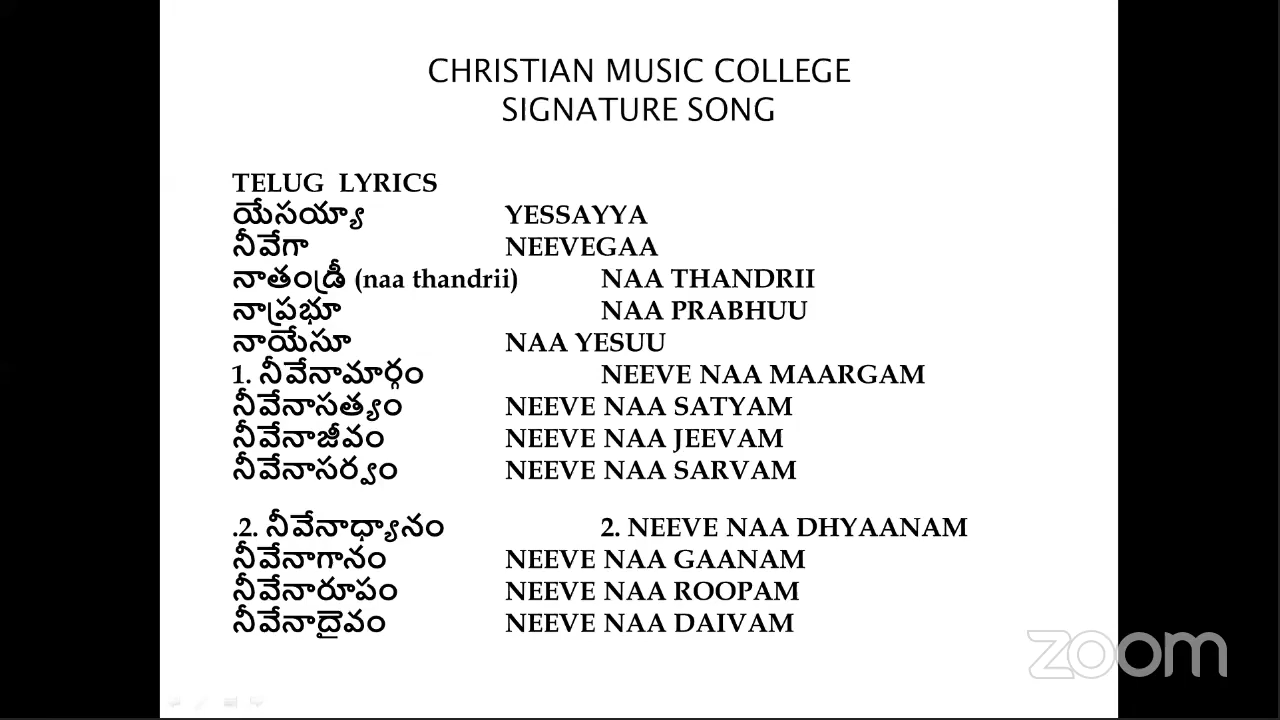 CHRISTIAN MUSIC COLLEGE
SIGNATURE SONG
TELUG LYRICS
యేసయ్యా YESSAYYA
నీవేగా NEEVEGAA
నాతండ్రీ (naa thandrii) NAA THANDRII
నాప్రభూ NAA PRABHUU
నాయేసూ NAA YESUU
1. నీవేనామార్గం NEEVE NAA MAARGAM
నీవేనాసత్యం NEEVE NAA SATYAM
నీవేనాజీవం NEEVE NAA JEEVAM
నీవేనాసర్వం NEEVE NAA SARVAM
.2. నీవేనాధ్యానం 2. NEEVE NAA DHYAANAM
నీవేనాగానం NEEVE NAA GAANAM
నీవేనారూపం NEEVE NAA ROOPAM
నీవేనాదైవం NEEVE NAA DAIVAM
zoom